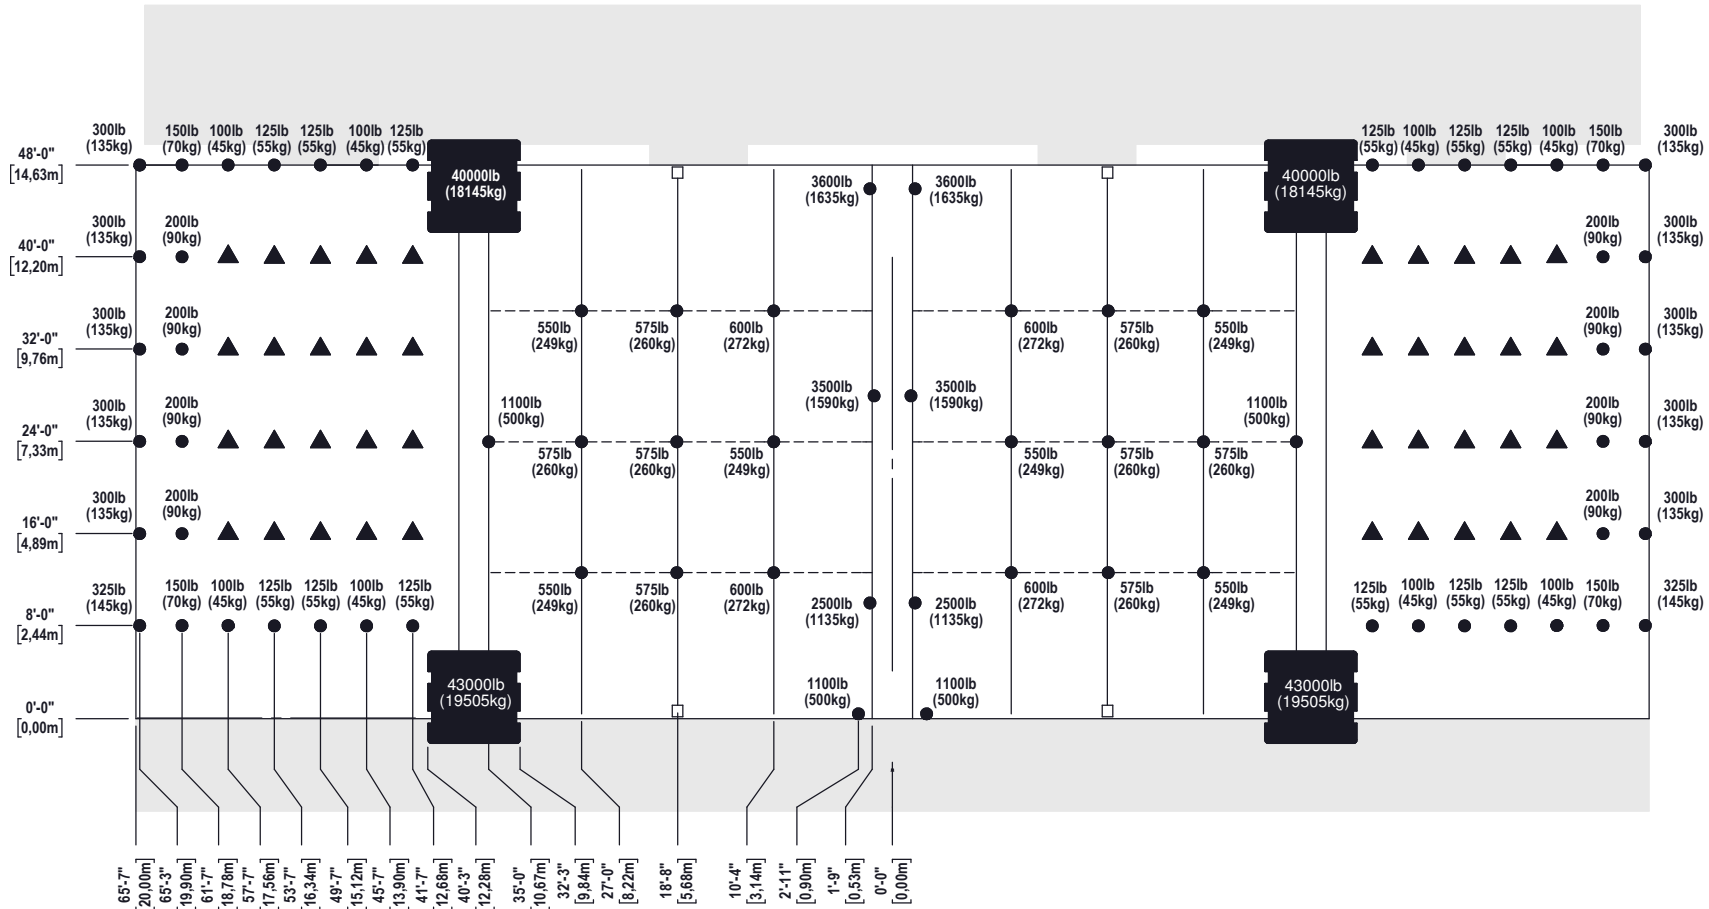 300lb 150lb 100lb 125lb 125lb 100lb 125lb 125lb 100lb 125lb 125lb 100lb 150lb 300lb
(135kg) (70kg) (45kg) (55kg) (55kg) (45kg) (55kg) (55kg) (45kg) (55kg) (55kg) (45kg) (70kg) (135kg)
48'-0"
[14,63m]
40000lb 3600lb 3600lb 40000lb
(18145kg) (1635kg) (1635kg) (18145kg)
300lb 200lb 200lb 300lb
(135kg) (90kg) (90kg) (135kg)
40'-0"
[12,20m]
300lb 200lb 200lb 300lb
(135kg) (90kg) (90kg) (135kg)
32'-0"
[9,76m]
550lb 575lb 600lb 600lb 575lb 550lb
(249kg) (260kg) (272kg) (272kg) (260kg) (249kg)
3500lb 3500lb
(1590kg) (1590kg)
300lb 200lb 1100lb 1100lb 200lb 300lb
(135kg) (90kg) (500kg) (500kg) (90kg) (135kg)
24'-0"
[7,33m]
575lb 575lb 550lb 550lb 575lb 575lb
(260kg) (260kg) (249kg) (249kg) (260kg) (260kg)
300lb 200lb 200lb 300lb
(135kg) (90kg) (90kg) (135kg)
16'-0"
[4,89m]
325lb 150lb 100lb 125lb 125lb 100lb 125lb 125lb 100lb 125lb 125lb 100lb 150lb 325lb
(145kg) (70kg) (45kg) (55kg) (55kg) (45kg) (55kg) (55kg) (45kg) (55kg) (55kg) (45kg) (70kg) (145kg)
550lb 575lb 600lb 600lb 575lb 550lb
(249kg) (260kg) (272kg) (272kg) (260kg) (249kg)
8'-0"
[2,44m]
2500lb 2500lb
(1135kg) (1135kg)
43000lb 1100lb 1100lb 43000lb
(19505kg) (500kg) (500kg) (19505kg)
0'-0"
[0,00m]
65'-7"
20,00m]
65'-3"
19,90m]
61'-7"
18,78m]
57'-7"
17,56m]
53'-7"
16,34m]
49'-7"
15,12m]
45'-7"
13,90m]
41'-7"
12,68m]
40'-3"
12,28m]
35'-0"
10,67m]
32'-3"
[9,84m]
27'-0"
[8,22m]
18'-8"
[5,68m]
10'-4"
[3,14m]
2'-11"
[0,90m]
1'-9"
[0,53m]
0'-0"
[0,00m]